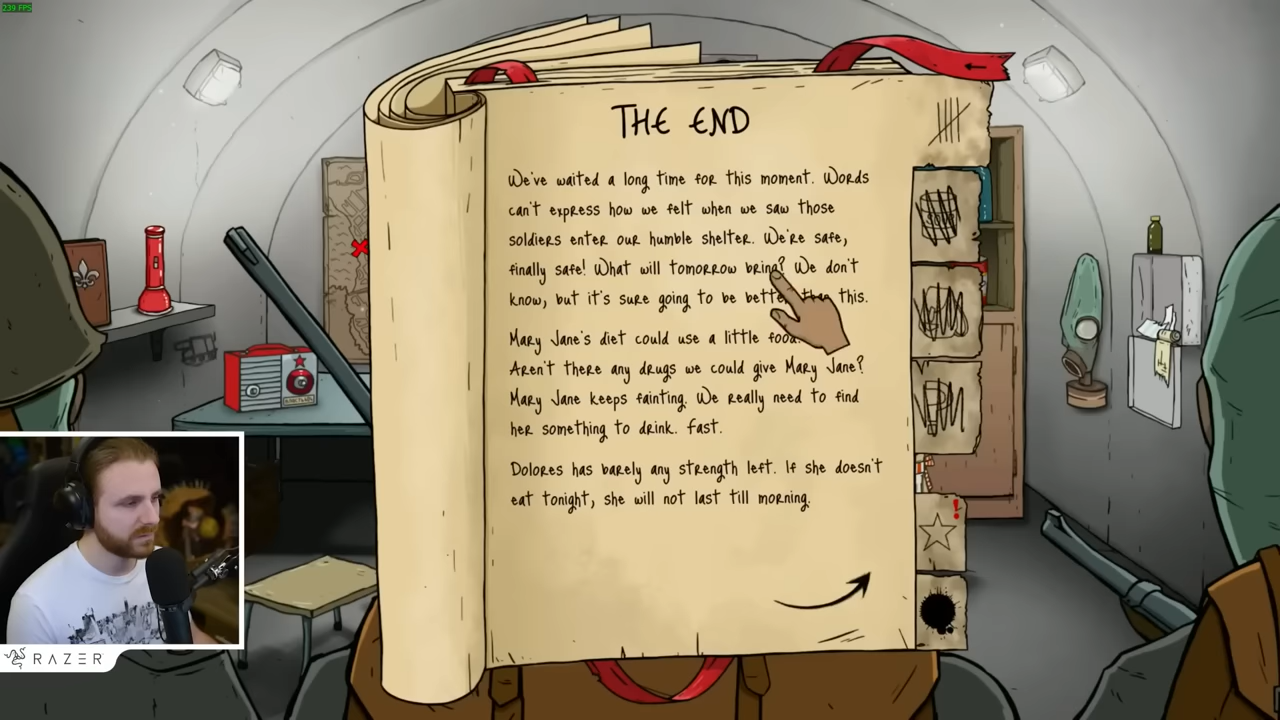 239 FPS
THE END
We've waited a long time for this moment. Words
can't express how we felt when we saw those
soldiers enter our humble shelter. We're safe,
finally safe! What will tomorrow bring? We don't
know, but it's sure going to be better than this.
Mary Jane's diet could use a little food.
Aren't there any drugs we could give Mary Jane?
Mary Jane keeps fainting. We really need to find
her something to drink. Fast.
Dolores has barely any strength left. If she doesn't
eat tonight, she will not last till morning.
!
RAZER